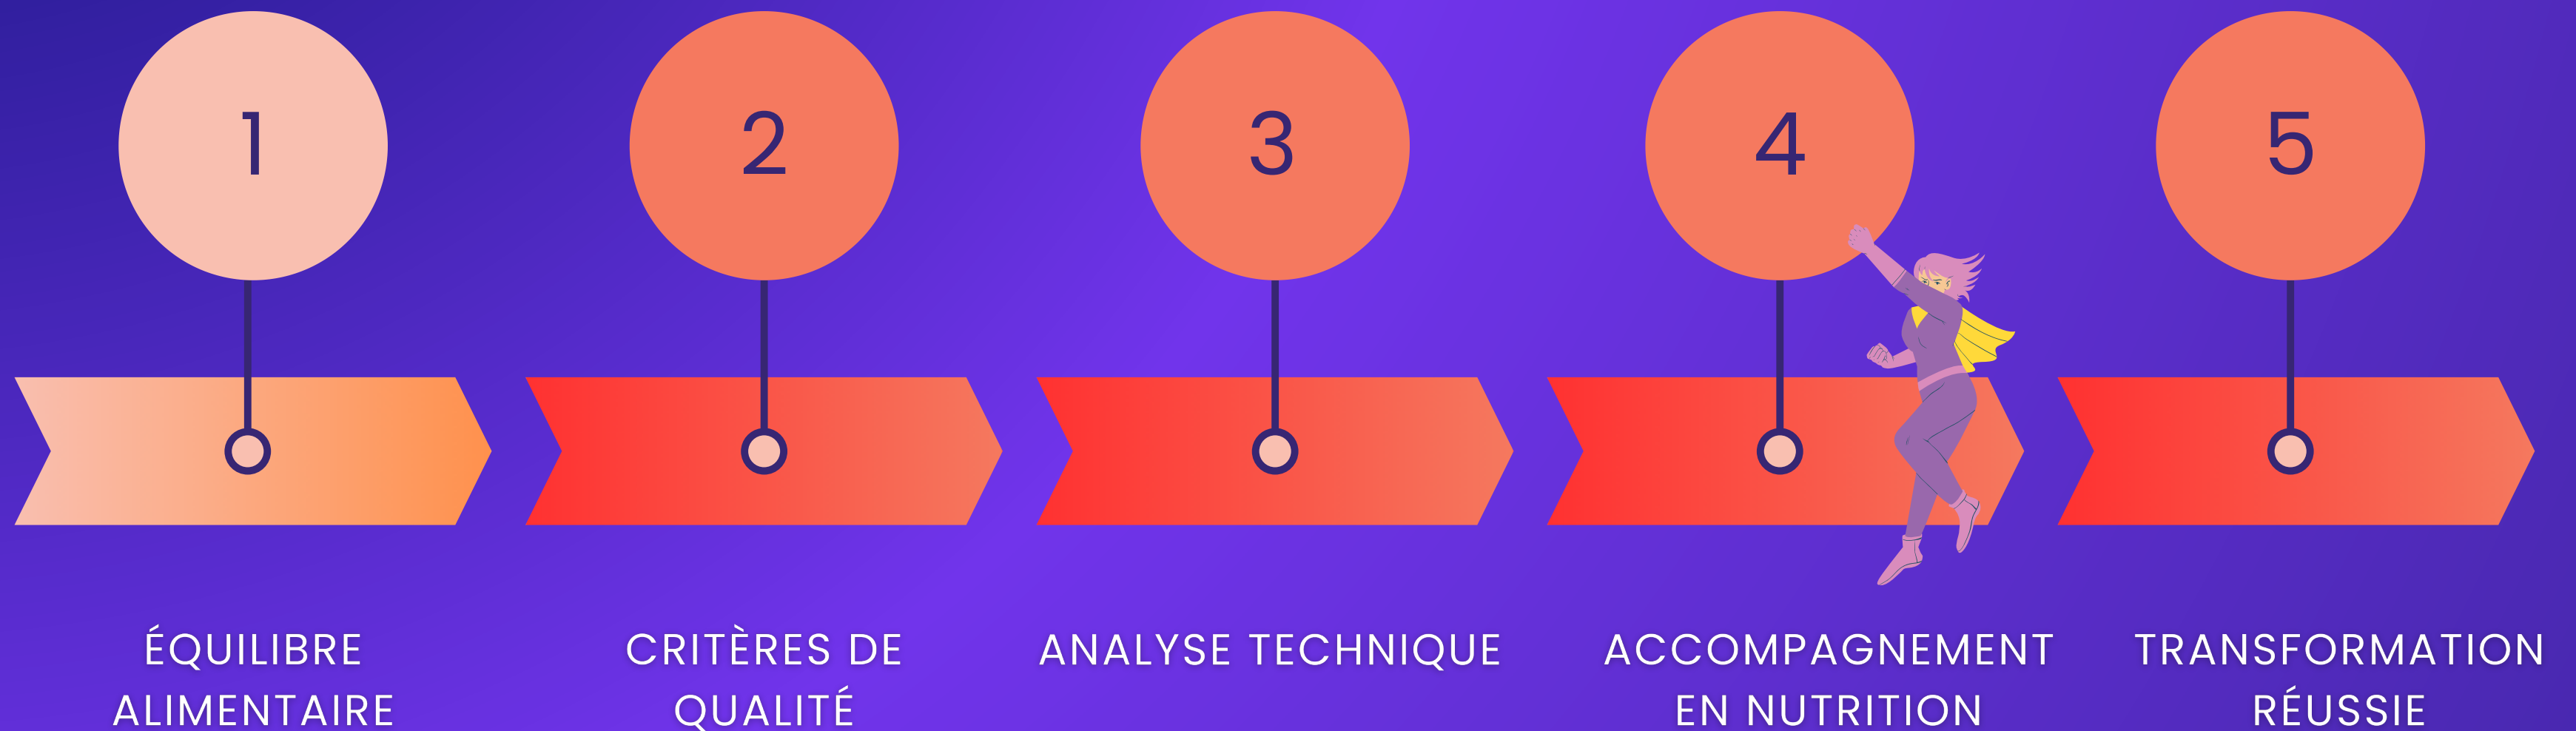 1
2
3
4
5
ÉQUILIBRE
ALIMENTAIRE
CRITÈRES DE
QUALITÉ
ANALYSE TECHNIQUE
ACCOMPAGNEMENT
EN NUTRITION
TRANSFORMATION
RÉUSSIE